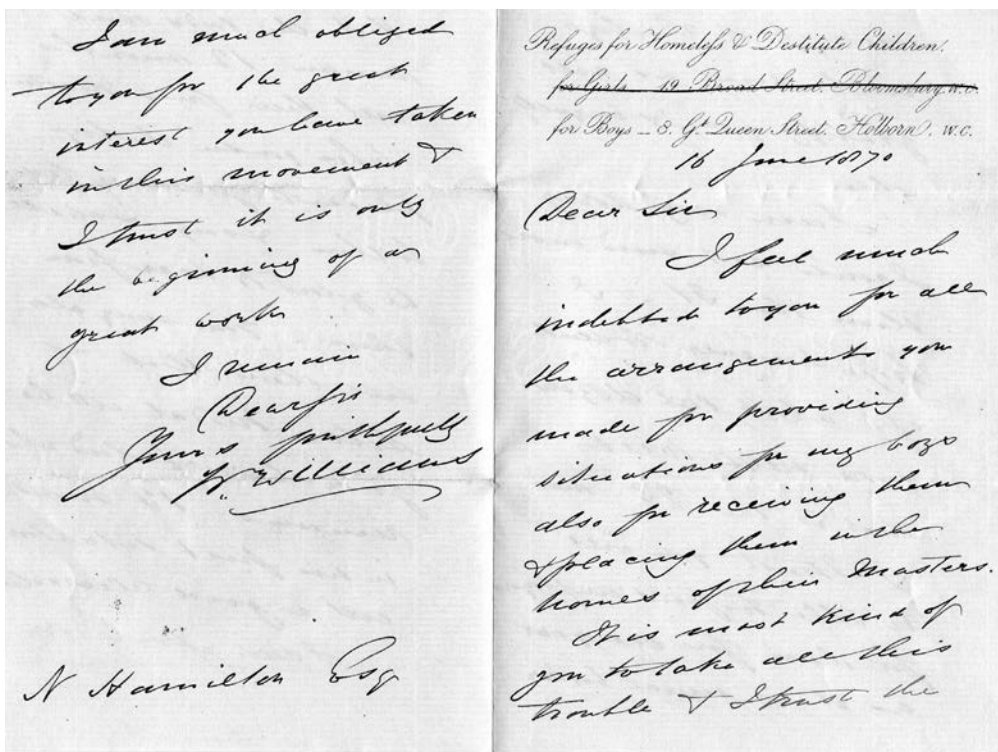 Refuges for Homeless & Destitute Children.
for Girls 19 Broad Street. Bloomsbury W.C.
for Boys _ 8. Gt Queen Street. Holborn. W.C.
16 June 1870
Dear Sir
I feel much
indebted to you for all
the arrangements you
made for providing
situations for my boys
also for receiving them
& placing them in the
homes of their Masters.
It is most kind of
you to take all this
trouble & I trust the
I am much obliged
to you for the great
interest you have taken
in this movement &
I trust it is only
the beginning of a
great work
I remain
Dear Sir
Yours faithfully
W. Williams
N Hamilton Esq